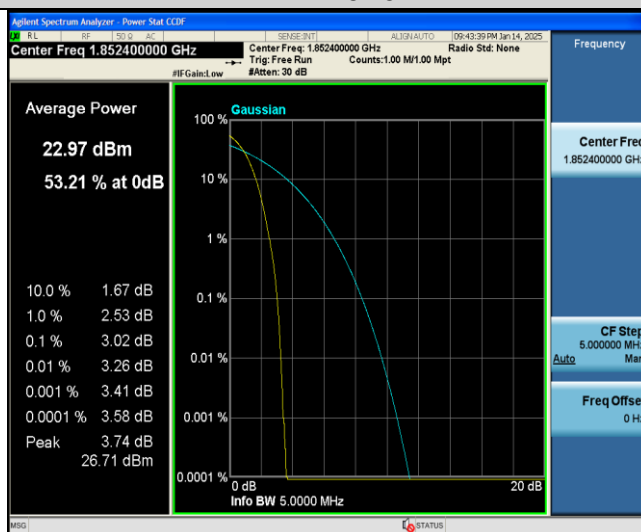 Agilent Spectrum Analyzer - Power Stat CCDF
RL RF 50 Ω AC SENSE:INT ALIGN AUTO 09:43:39 PM Jan 14, 2025
Center Freq 1.852400000 GHz
Center Freq: 1.852400000 GHz Radio Std: None
Trig: Free Run Counts:1.00 M/1.00 Mpt
#IFGain:Low #Atten: 30 dB
Frequency
Average Power
22.97 dBm
53.21 % at 0dB
10.0 % 1.67 dB
1.0 % 2.53 dB
0.1 % 3.02 dB
0.01 % 3.26 dB
0.001 % 3.41 dB
0.0001 % 3.58 dB
Peak 3.74 dB
26.71 dBm
Gaussian
100 %
10 %
1 %
0.1 %
0.01 %
0.001 %
0.0001 %
0 dB 20 dB
Info BW 5.0000 MHz
Center Freq
1.852400000 GHz
CF Step
5.000000 MHz
Auto Man
Freq Offse
0 Hz
MSG STATUS